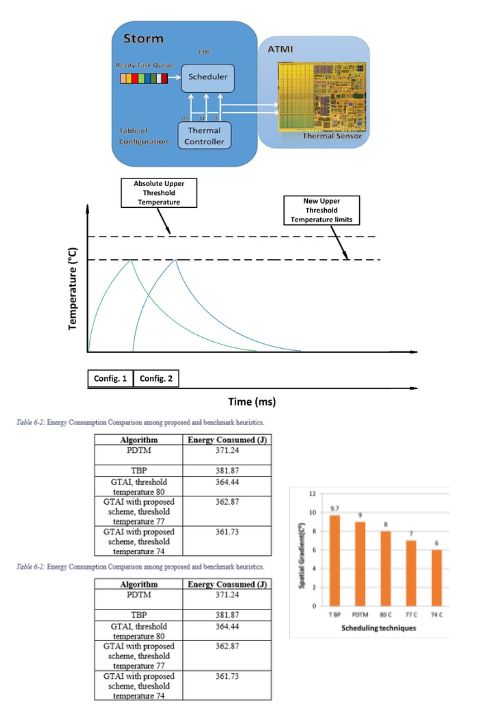 Storm
EDF
Ready Task Queue
Scheduler
ATMI
Table of
Configuration
Thermal
Controller
Thermal Sensor
Absolute Upper
Threshold
Temperature
New Upper
Threshold
Temperature limits
Temperature (°C)
Config. 1
Config. 2
Time (ms)
Table 6-2: Energy Consumption Comparison among proposed and benchmark heuristics.
Algorithm Energy Consumed (J)
PDTM 371.24
TBP 381.87
GTAI, threshold 364.44
temperature 80
GTAI with proposed 362.87
scheme, threshold
temperature 77
GTAI with proposed 361.73
scheme, threshold
temperature 74
Table 6-2: Energy Consumption Comparison among proposed and benchmark heuristics.
Algorithm Energy Consumed (J)
PDTM 371.24
TBP 381.87
GTAI, threshold 364.44
temperature 80
GTAI with proposed 362.87
scheme, threshold
temperature 77
GTAI with proposed 361.73
scheme, threshold
temperature 74
Spatial Gradient(C°)
12
10
8
6
4
2
0
9.7
9
8
7
6
TBP PDTM 80 C 77 C 74 C
Scheduling techniques